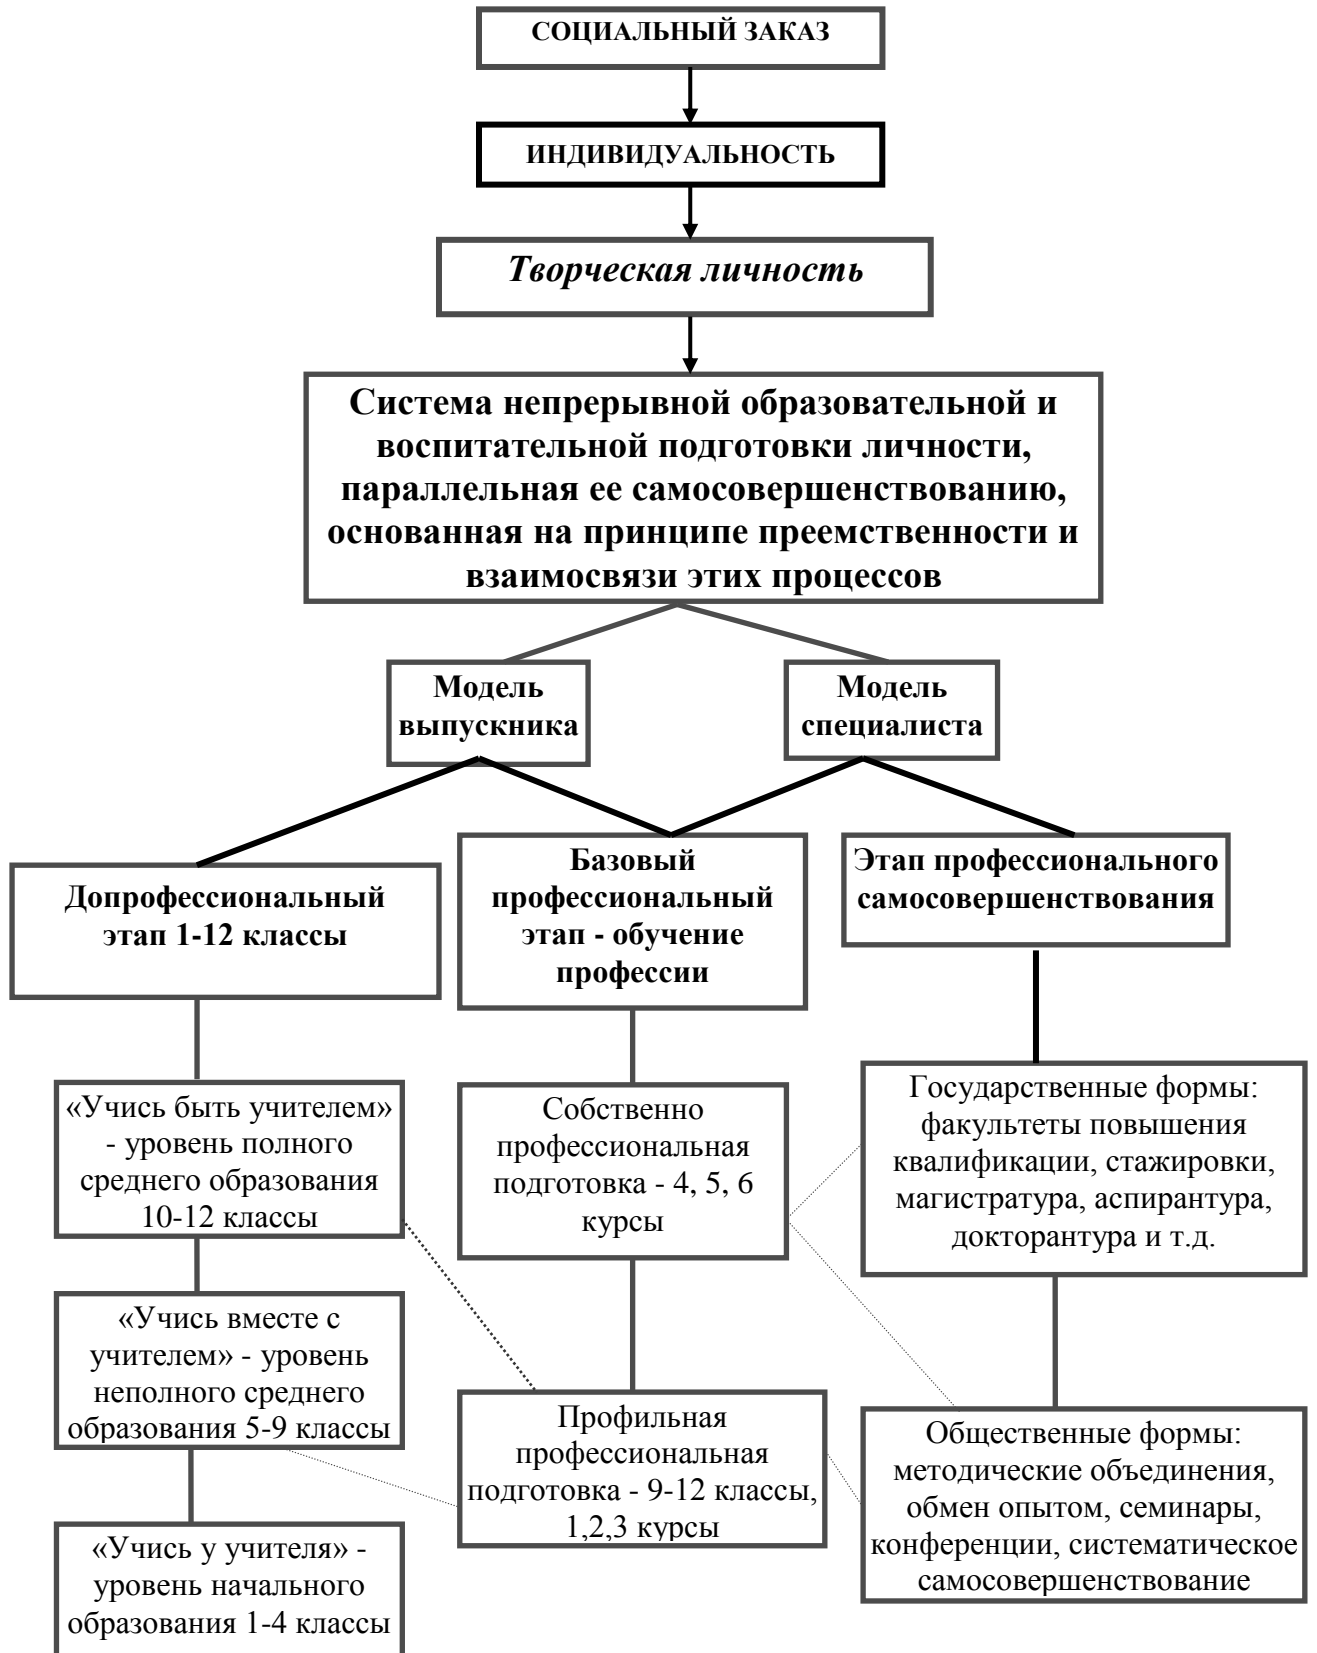 СОЦИАЛЬНЫЙ ЗАКАЗ
ИНДИВИДУАЛЬНОСТЬ
Творческая личность
Система непрерывной образовательной и
воспитательной подготовки личности,
параллельная ее самосовершенствованию,
основанная на принципе преемственности и
взаимосвязи этих процессов
Модель
выпускника
Модель
специалиста
Допрофессиональный
этап 1-12 классы
Базовый
профессиональный
этап - обучение
профессии
Этап профессионального
самосовершенствования
«Учись быть учителем»
- уровень полного
среднего образования
10-12 классы
Собственно
профессиональная
подготовка - 4, 5, 6
курсы
Государственные формы:
факультеты повышения
квалификации, стажировки,
магистратура, аспирантура,
докторантура и т.д.
«Учись вместе с
учителем» - уровень
неполного среднего
образования 5-9 классы
Профильная
профессиональная
подготовка - 9-12 классы,
1,2,3 курсы
Общественные формы:
методические объединения,
обмен опытом, семинары,
конференции, систематическое
самосовершенствование
«Учись у учителя» -
уровень начального
образования 1-4 классы